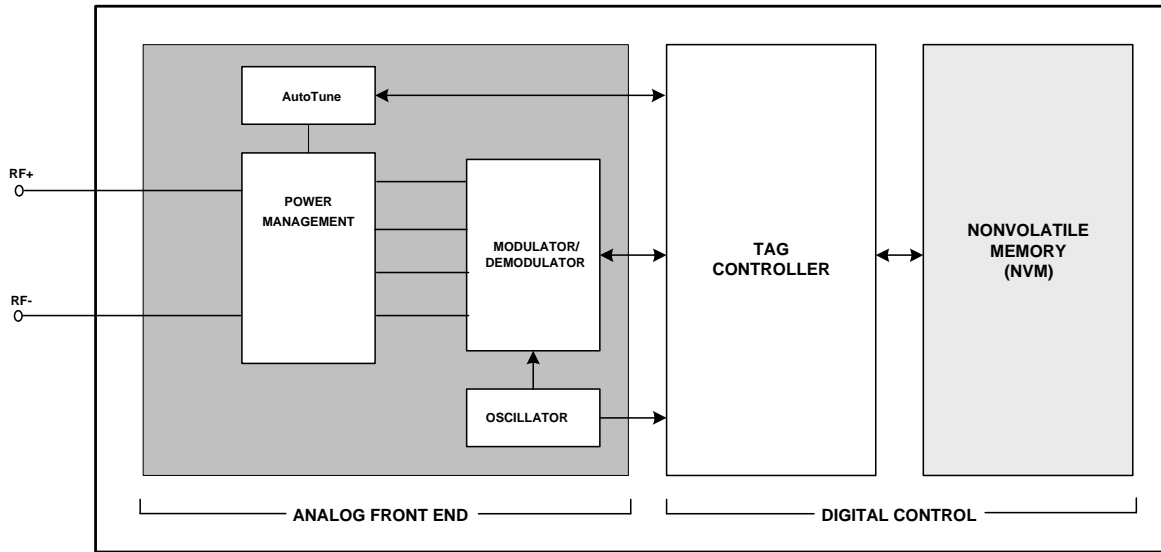 AutoTune
RF+
POWER
MANAGEMENT
RF-
MODULATOR/
DEMODULATOR
OSCILLATOR
TAG
CONTROLLER
NONVOLATILE
MEMORY
(NVM)
ANALOG FRONT END
DIGITAL CONTROL